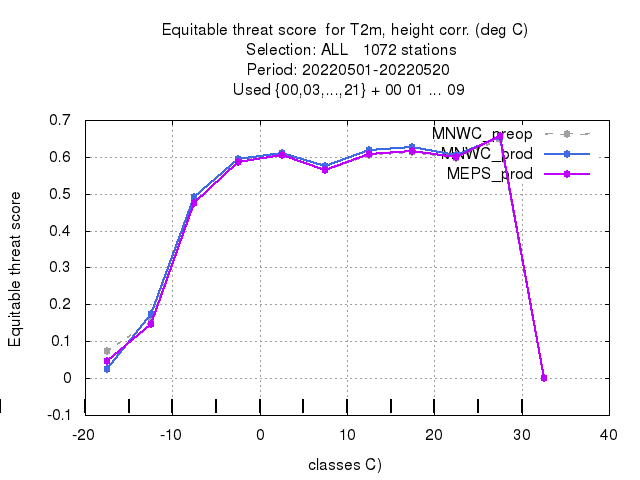 Equitable threat score  for T2m, height corr. (deg C)
Selection: ALL   1072 stations
Period: 20220501-20220520
Used {00,03,...,21} + 00 01 ... 09
MNWC_preop
MNWC_prod
MEPS_prod
Equitable threat score
0.7
0.6
0.5
0.4
0.3
0.2
0.1
0
-0.1
-20 -10 0 10 20 30 40
classes C)